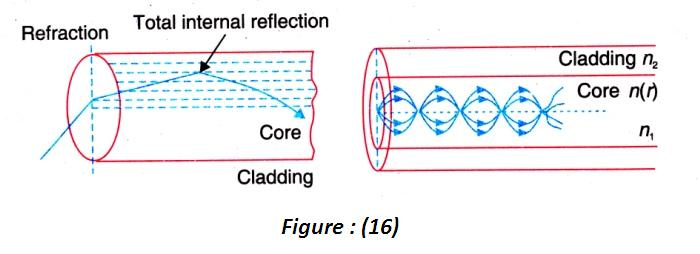 Refraction
Total internal reflection
Core
Cladding
Cladding n₂
Core n(r)
n₁
Figure : (16)